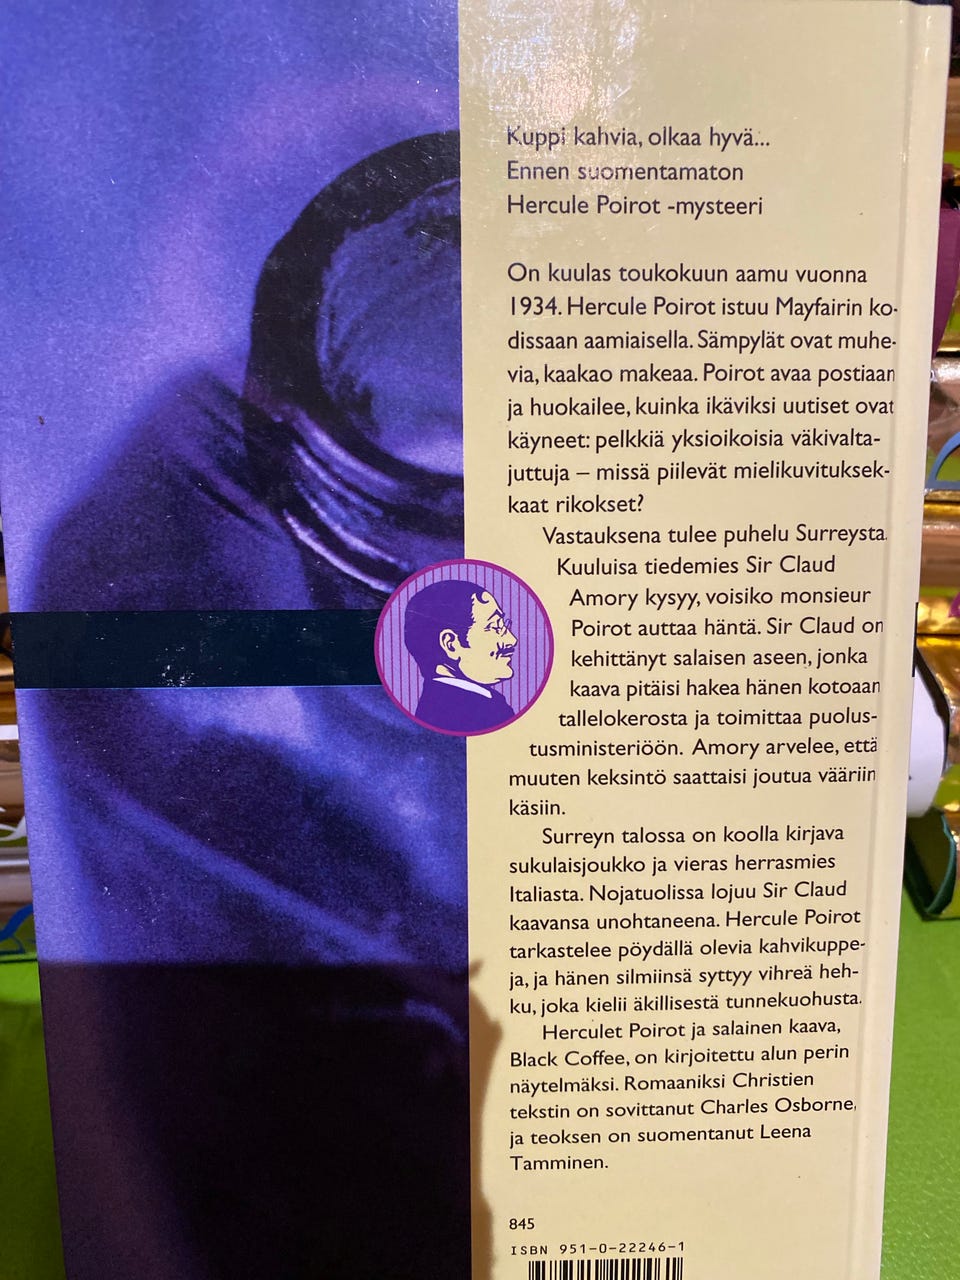 Kuppi kahvia, olkaa hyvä...
Ennen suomentamaton
Hercule Poirot -mysteeri
On kuulas toukokuun aamu vuonna
1934. Hercule Poirot istuu Mayfairin ko-
dissaan aamiaisella. Sämpylät ovat muhe-
via, kaakao makeaa. Poirot avaa postiaan
ja huokailee, kuinka ikäviksi uutiset ovat
käyneet: pelkkiä yksioikoisia väkivalta-
juttuja – missä piilevät mielikuvituksek-
kaat rikokset?
Vastauksena tulee puhelu Surreysta.
Kuuluisa tiedemies Sir Claud
Amory kysyy, voisiko monsieur
Poirot auttaa häntä. Sir Claud on
kehittänyt salaisen aseen, jonka
kaava pitäisi hakea hänen kotoaan
tallelokerosta ja toimittaa puolus-
tusministeriöön. Amory arvelee, että
muuten keksintö saattaisi joutua vääriin
käsiin.
Surreyn talossa on koolla kirjava
sukulaisjoukko ja vieras herrasmies
Italiasta. Nojatuolissa lojuu Sir Claud
kaavansa unohtaneena. Hercule Poirot
tarkastelee pöydällä olevia kahvikuppe-
ja, ja hänen silmiinsä syttyy vihreä heh-
ku, joka kielii äkillisestä tunnekuohusta.
Herculet Poirot ja salainen kaava,
Black Coffee, on kirjoitettu alun perin
näytelmäksi. Romaaniksi Christien
tekstin on sovittanut Charles Osborne,
ja teoksen on suomentanut Leena
Tamminen.
845
ISBN 951-0-22246-1